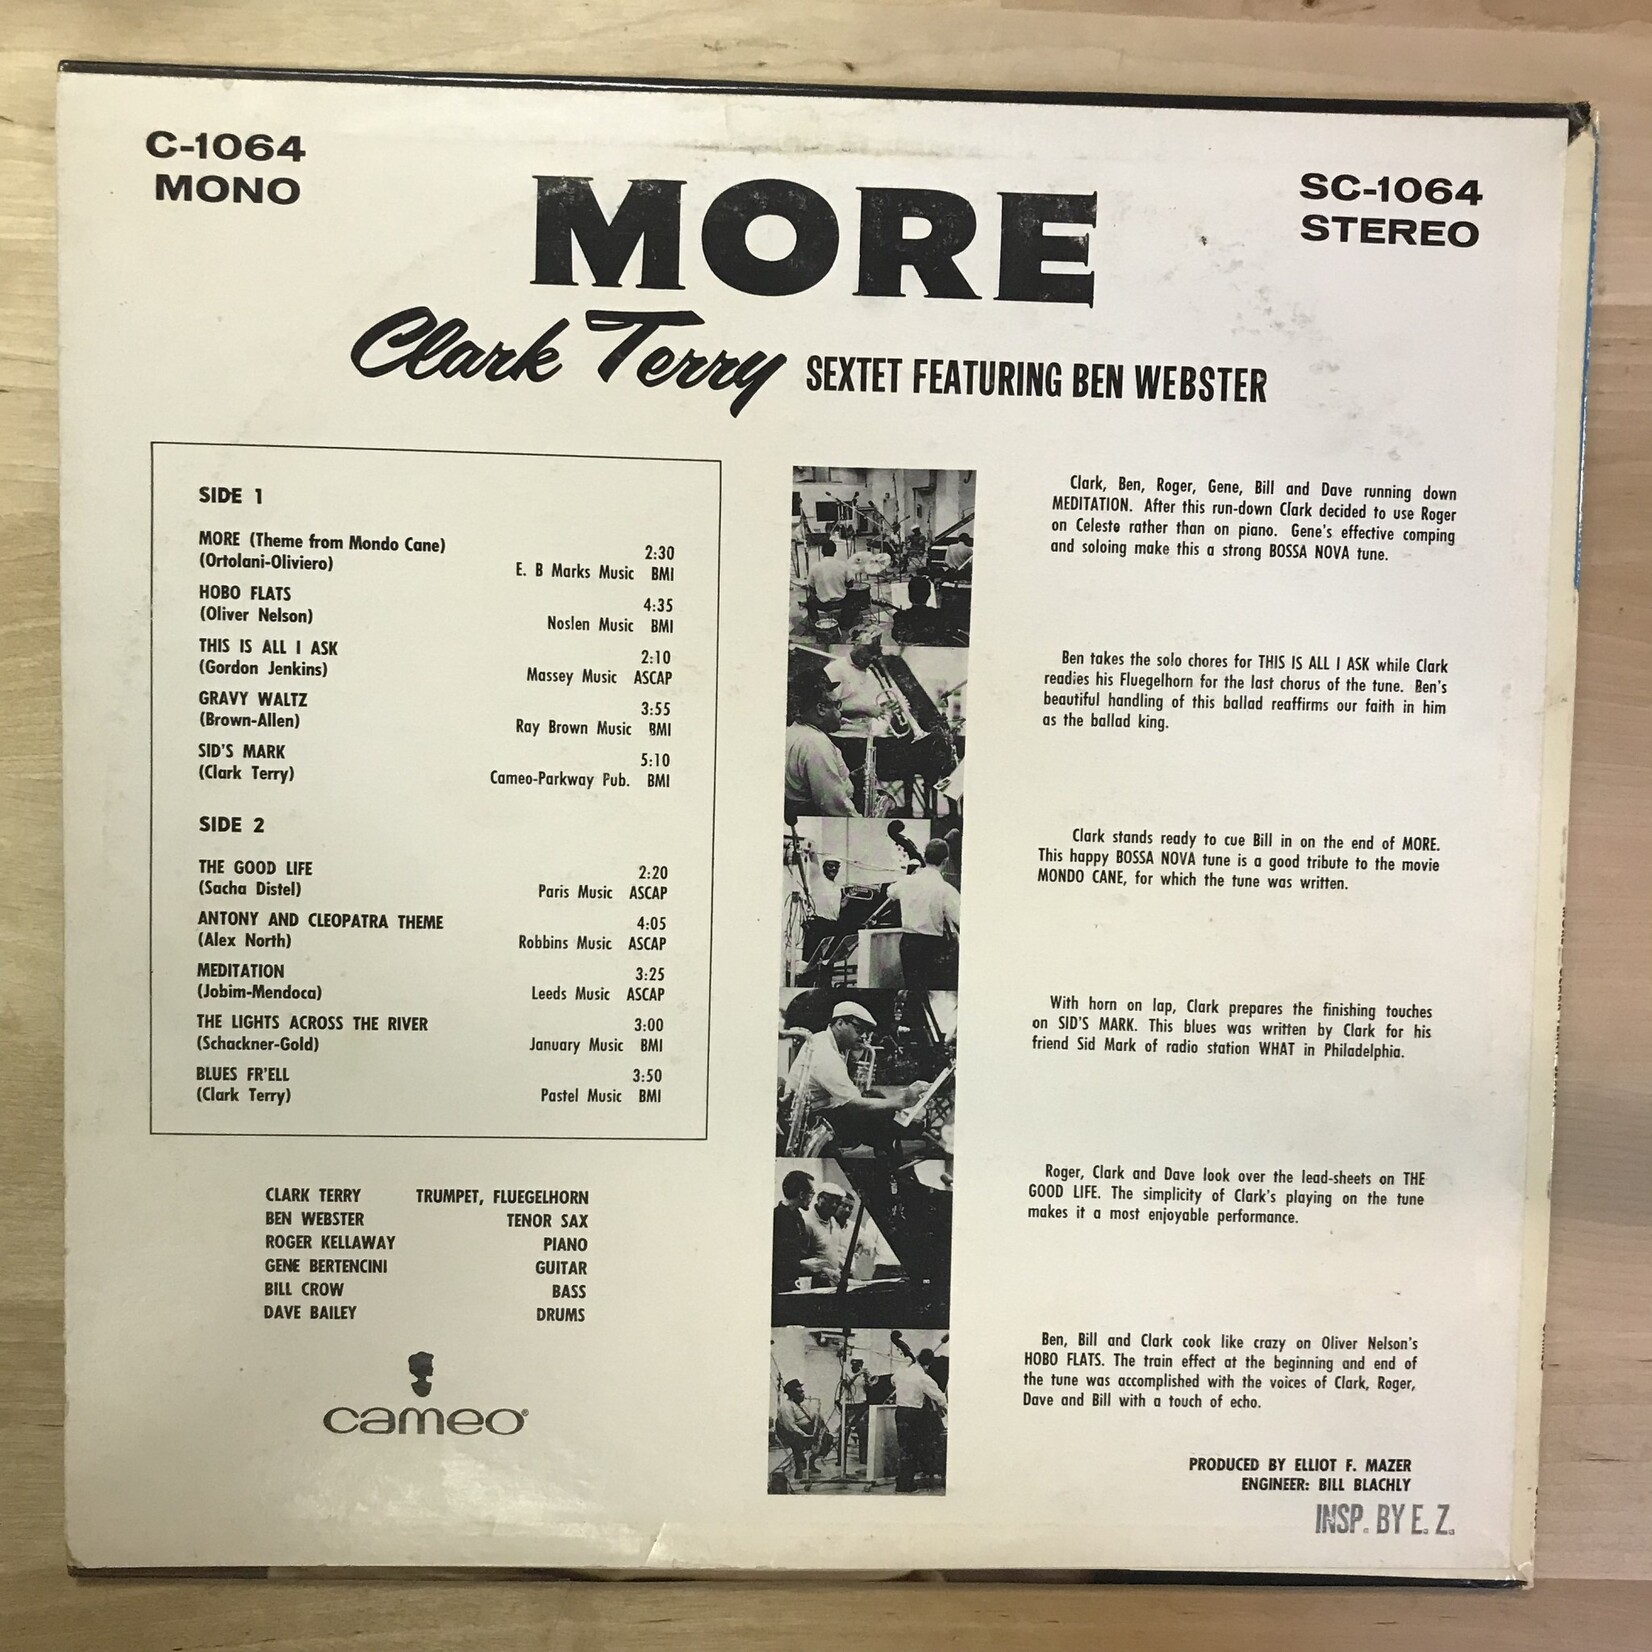 C-1064
MONO
SC-1064
STEREO
MORE
Clark Terry SEXTET FEATURING BEN WEBSTER
SIDE 1
MORE (Theme from Mondo Cane) 2:30
(Ortolani-Oliviero) E. B Marks Music BMI
HOBO FLATS 4:35
(Oliver Nelson) Noslen Music BMI
THIS IS ALL I ASK 2:10
(Gordon Jenkins) Massey Music ASCAP
GRAVY WALTZ 3:55
(Brown-Allen) Ray Brown Music BMI
SID'S MARK 5:10
(Clark Terry) Cameo-Parkway Pub. BMI
SIDE 2
THE GOOD LIFE 2:20
(Sacha Distel) Paris Music ASCAP
ANTONY AND CLEOPATRA THEME 4:05
(Alex North) Robbins Music ASCAP
MEDITATION 3:25
(Jobim-Mendoca) Leeds Music ASCAP
THE LIGHTS ACROSS THE RIVER 3:00
(Schackner-Gold) January Music BMI
BLUES FR'ELL 3:50
(Clark Terry) Pastel Music BMI
CLARK TERRY TRUMPET, FLUEGELHORN
BEN WEBSTER TENOR SAX
ROGER KELLAWAY PIANO
GENE BERTENCINI GUITAR
BILL CROW BASS
DAVE BAILEY DRUMS
cameo®
Clark, Ben, Roger, Gene, Bill and Dave running down
MEDITATION. After this run-down Clark decided to use Roger
on Celeste rather than on piano. Gene's effective comping
and soloing make this a strong BOSSA NOVA tune.
Ben takes the solo chores for THIS IS ALL I ASK while Clark
readies his Fluegelhorn for the last chorus of the tune. Ben's
beautiful handling of this ballad reaffirms our faith in him
as the ballad king.
Clark stands ready to cue Bill in on the end of MORE.
This happy BOSSA NOVA tune is a good tribute to the movie
MONDO CANE, for which the tune was written.
With horn on lap, Clark prepares the finishing touches
on SID'S MARK. This blues was written by Clark for his
friend Sid Mark of radio station WHAT in Philadelphia.
Roger, Clark and Dave look over the lead-sheets on THE
GOOD LIFE. The simplicity of Clark's playing on the tune
makes it a most enjoyable performance.
Ben, Bill and Clark cook like crazy on Oliver Nelson's
HOBO FLATS. The train effect at the beginning and end of
the tune was accomplished with the voices of Clark, Roger,
Dave and Bill with a touch of echo.
PRODUCED BY ELLIOT F. MAZER
ENGINEER: BILL BLACHLY
INSP. BY E. Z.